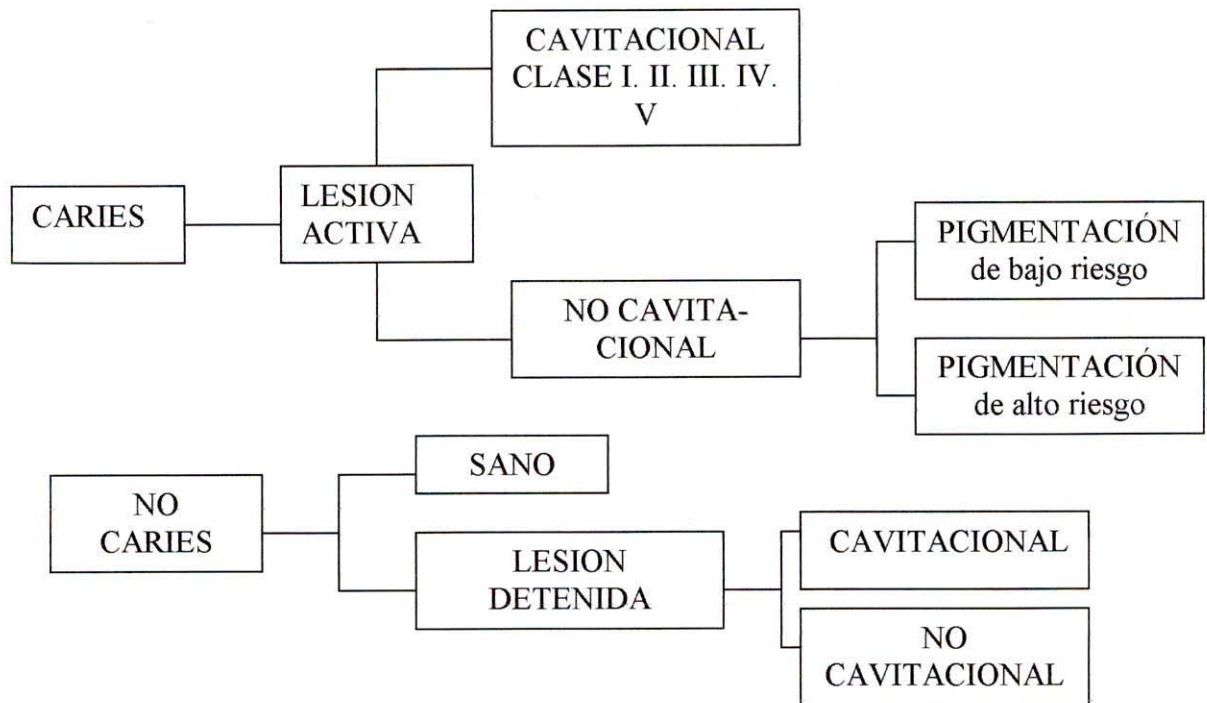 CAVITACIONAL
CLASE I. II. III. IV.
V
CARIES
LESION
ACTIVA
NO CAVITA-
CIONAL
PIGMENTACIÓN
de bajo riesgo
PIGMENTACIÓN
de alto riesgo
NO
CARIES
SANO
LESION
DETENIDA
CAVITACIONAL
NO
CAVITACIONAL